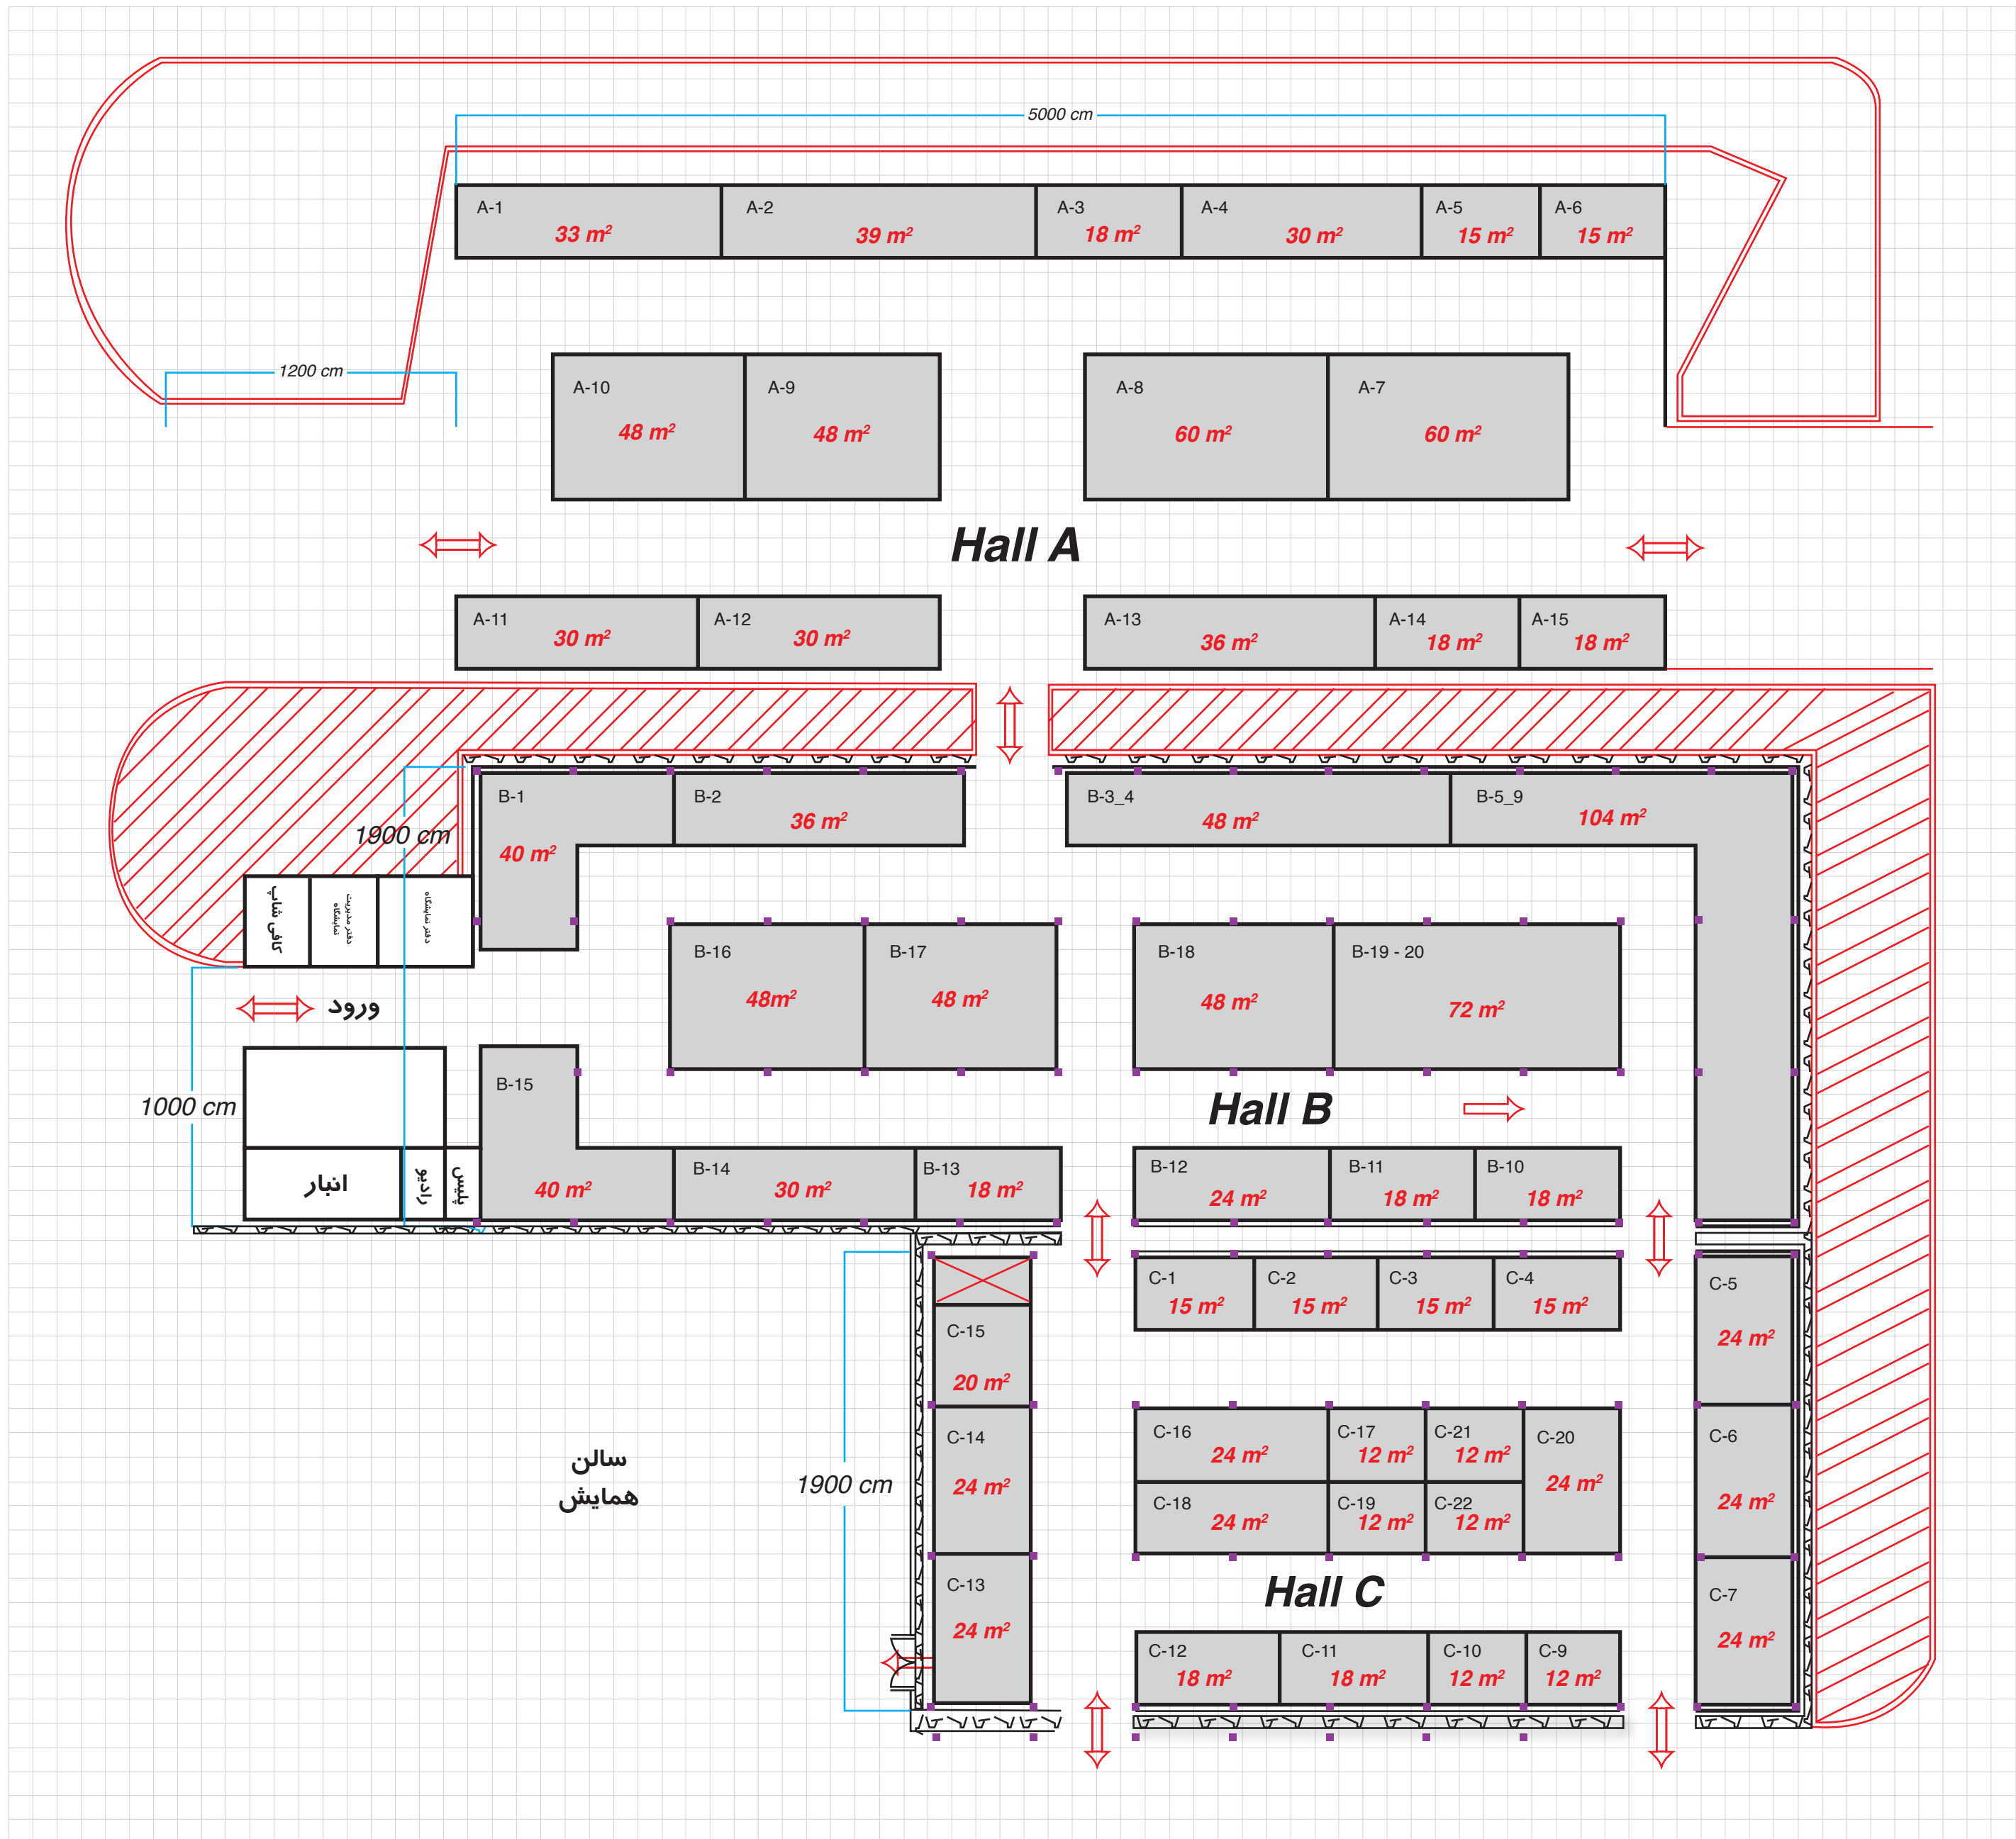 5000 cm
A-1
33 m²
A-2
39 m²
A-3
18 m²
A-4
30 m²
A-5
15 m²
A-6
15 m²
1200 cm
A-10
48 m²
A-9
48 m²
A-8
60 m²
A-7
60 m²
Hall A
A-11
30 m²
A-12
30 m²
A-13
36 m²
A-14
18 m²
A-15
18 m²
B-1
40 m²
B-2
36 m²
B-3_4
48 m²
B-5_9
104 m²
1900 cm
کافی شاپ
دفتر مدیریت
نمایشگاه
دفتر نمایشگاه
B-16
48m²
B-17
48 m²
B-18
48 m²
B-19 - 20
72 m²
ورود
1000 cm
Hall B
انبار
رادیو
پلیس
B-15
40 m²
B-14
30 m²
B-13
18 m²
B-12
24 m²
B-11
18 m²
B-10
18 m²
C-1
15 m²
C-2
15 m²
C-3
15 m²
C-4
15 m²
C-5
24 m²
C-15
20 m²
C-14
24 m²
C-16
24 m²
C-17
12 m²
C-21
12 m²
C-20
24 m²
C-18
24 m²
C-19
12 m²
C-22
12 m²
C-6
24 m²
سالن
همایش
1900 cm
C-13
24 m²
Hall C
C-7
24 m²
C-12
18 m²
C-11
18 m²
C-10
12 m²
C-9
12 m²